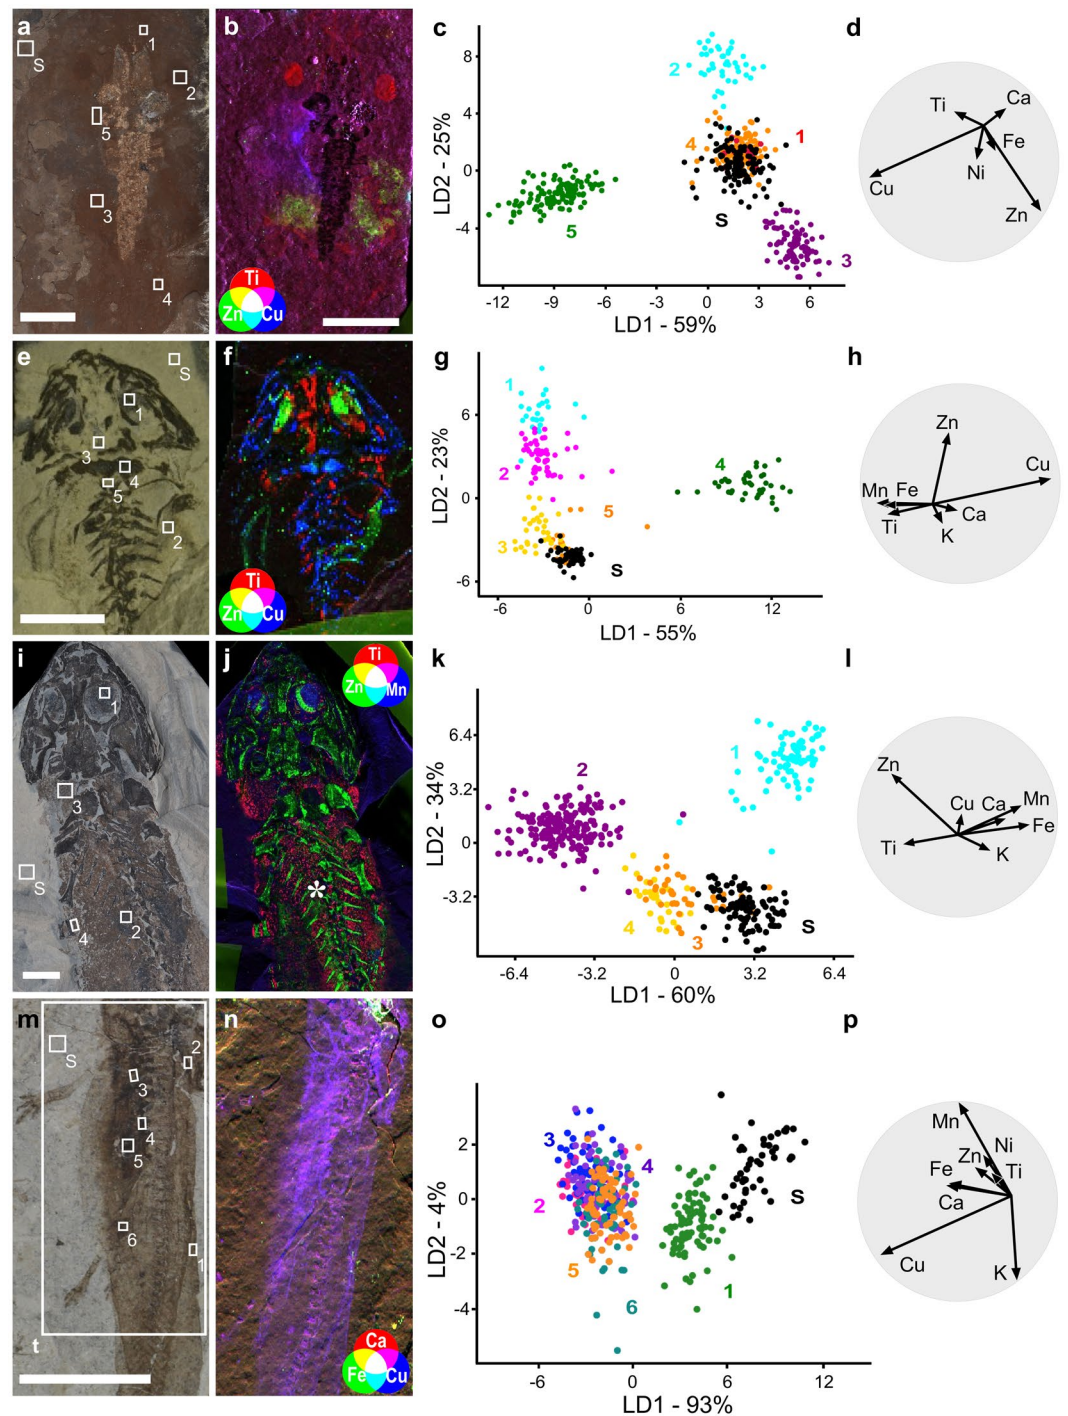 a
S
1
2
5
3
4
b
Ti
Zn
Cu
c
8
4
0
-4
-12
-9
-6
-3
0
3
6
LD2 - 25%
LD1 - 59%
2
4
1
S
5
3
d
Ti
Ca
Fe
Ni
Cu
Zn
e
S
1
3
4
5
2
f
Ti
Zn
Cu
g
6
0
-6
-6
0
6
12
LD2 - 23%
LD1 - 55%
1
2
3
4
5
S
h
Zn
Cu
Mn
Fe
Ti
Ca
K
i
1
3
S
4
2
j
Ti
Zn
Mn
*
k
6.4
3.2
0
-3.2
-6.4
-3.2
0
3.2
6.4
LD2 - 34%
LD1 - 60%
2
1
4
3
S
l
Zn
Cu
Ca
Mn
Fe
Ti
K
m
S
2
3
4
5
6
1
t
n
Ca
Fe
Cu
o
2
0
-2
-4
-6
0
6
12
LD2 - 4%
LD1 - 93%
3
4
2
5
6
1
S
p
Mn
Ni
Zn
Ti
Fe
Ca
Cu
K